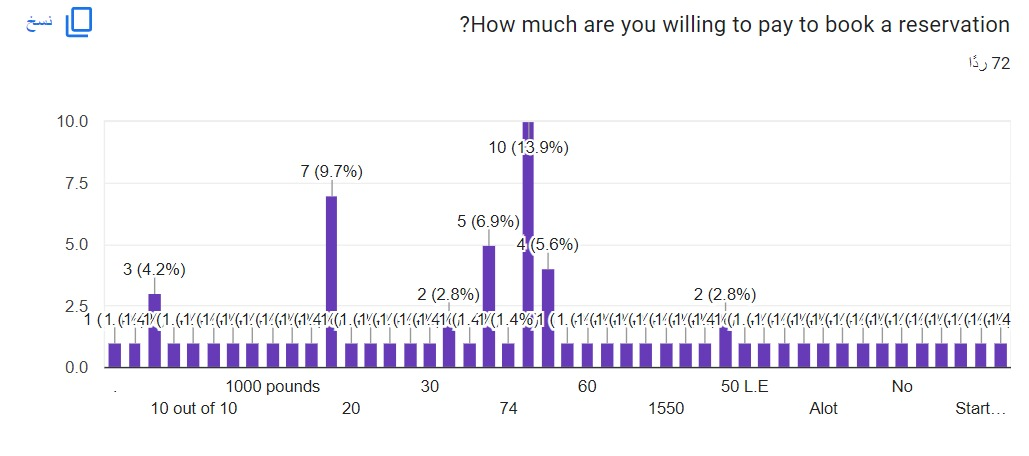 ?How much are you willing to pay to book a reservation
نسخ
72 ردًا
10.0
7.5
5.0
2.5
0.0
3 (4.2%)
7 (9.7%)
2 (2.8%)
5 (6.9%)
10 (13.9%)
4 (5.6%)
2 (2.8%)
.
10 out of 10
1000 pounds
20
30
74
60
1550
50 L.E
Alot
No
Start…